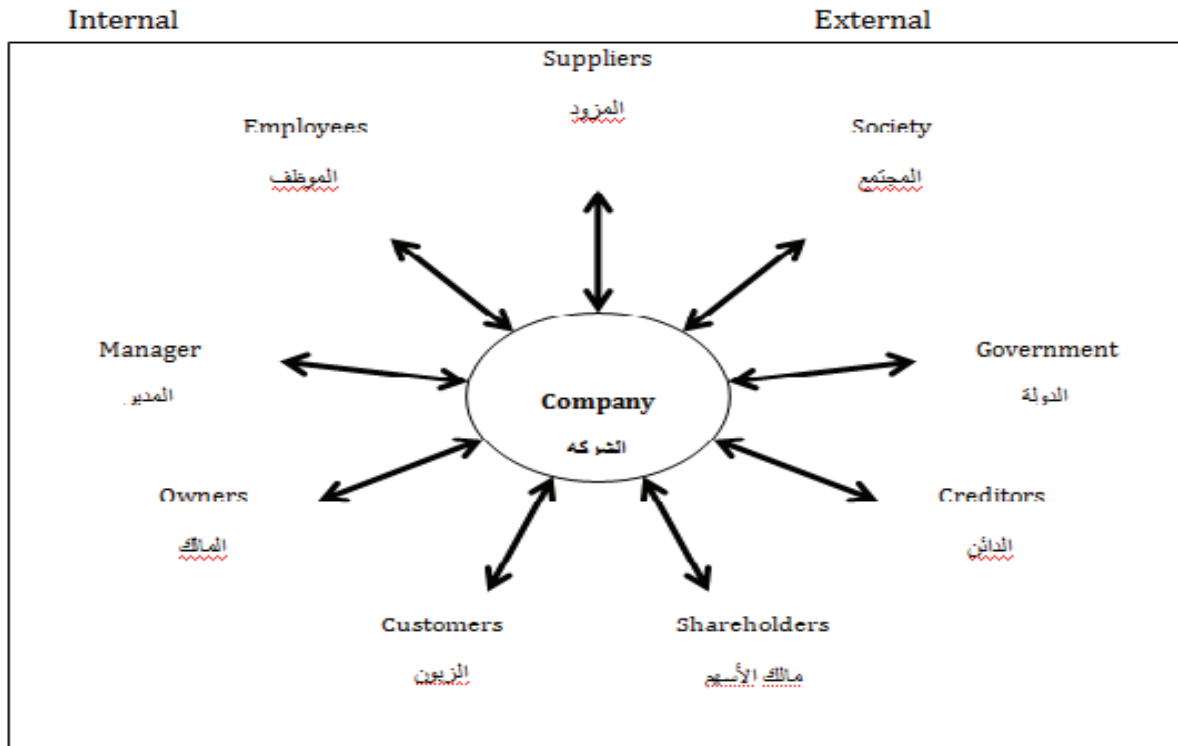 Internal
External
Suppliers
المزود
Employees
الموظف
Society
المجتمع
Manager
المدير
Government
الدولة
Company
الشركه
Owners
المالك
Creditors
الدائن
Customers
الزبون
Shareholders
مالك الأسهم